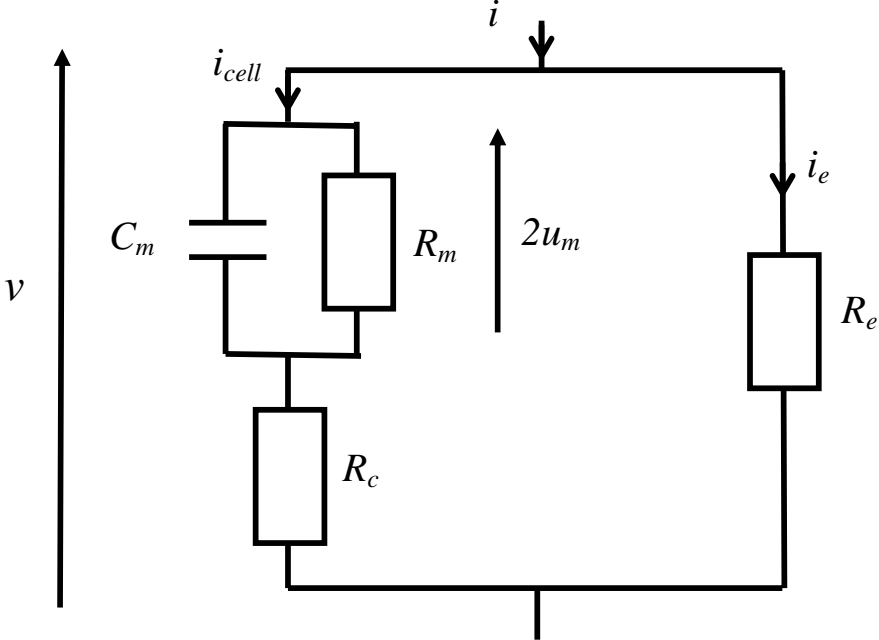 i
i_cell
i_e
C_m
R_m
2u_m
v
R_e
R_c